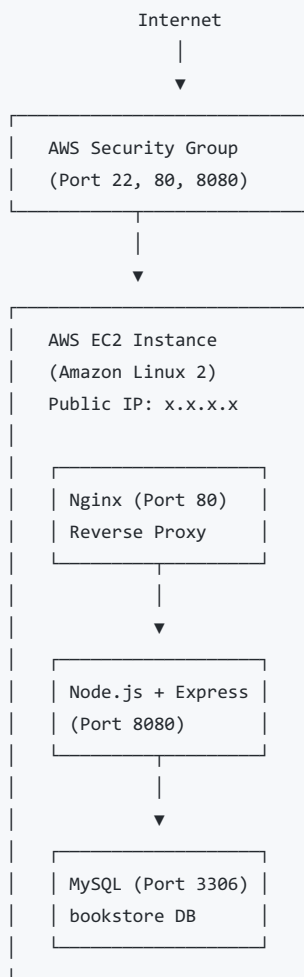 Internet
AWS Security Group
(Port 22, 80, 8080)
AWS EC2 Instance
(Amazon Linux 2)
Public IP: x.x.x.x
Nginx (Port 80)
Reverse Proxy
Node.js + Express
(Port 8080)
MySQL (Port 3306)
bookstore DB